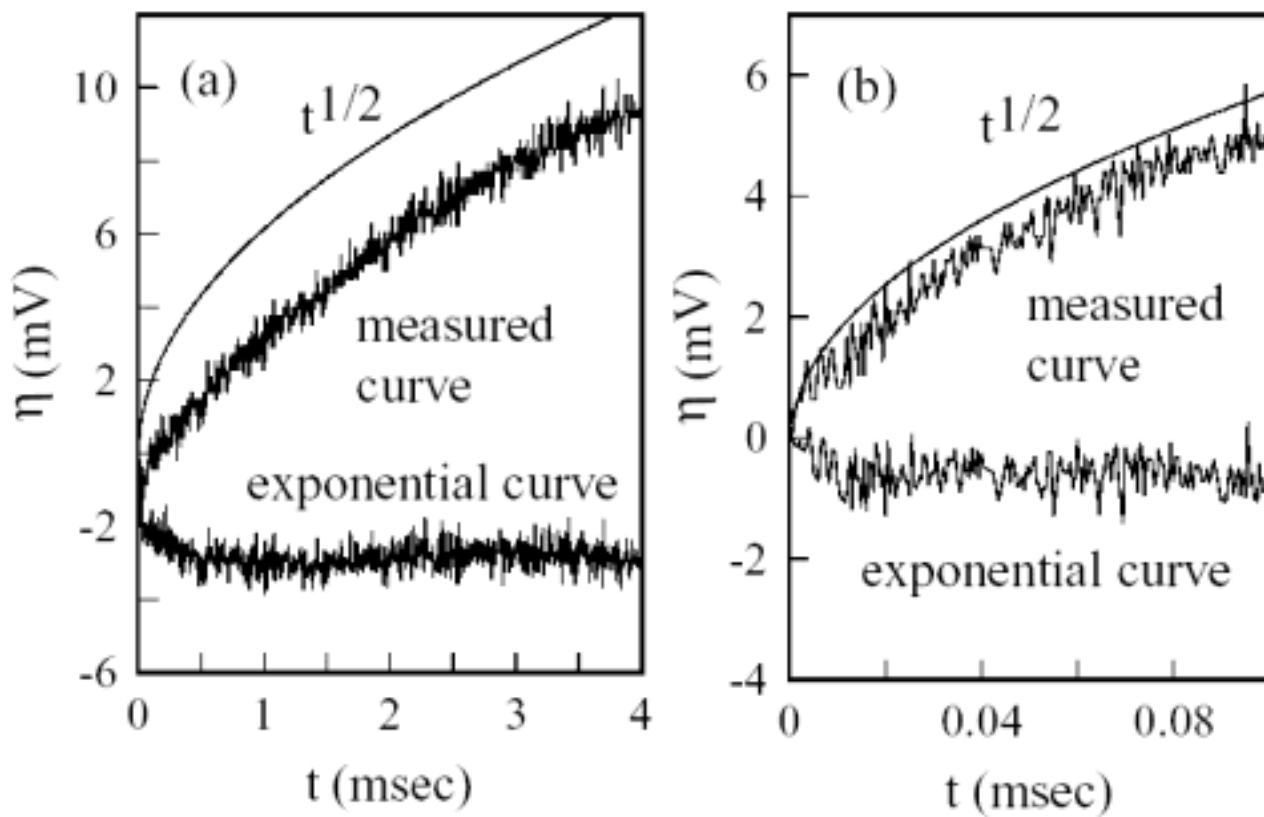 (a)
t1/2
measured
curve
exponential curve
η (mV)
10
6
2
-2
-6
0
1
2
3
4
t (msec)
(b)
t1/2
measured
curve
exponential curve
η (mV)
6
4
2
0
-2
-4
0
0.04
0.08
t (msec)